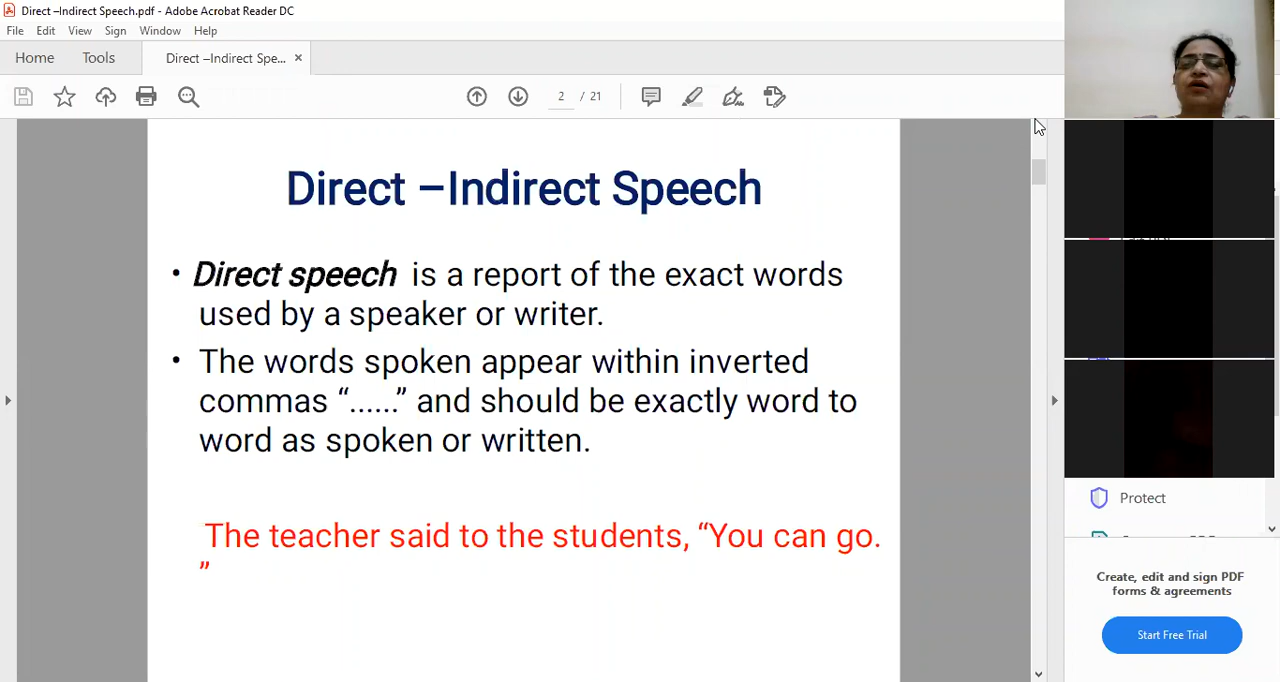 Direct –Indirect Speech.pdf - Adobe Acrobat Reader DC
File Edit View Sign Window Help
Home Tools Direct –Indirect Spe... ×
2 / 21
Direct –Indirect Speech
• Direct speech is a report of the exact words
used by a speaker or writer.
• The words spoken appear within inverted
commas “......” and should be exactly word to
word as spoken or written.
The teacher said to the students, “You can go.
”
Protect
Create, edit and sign PDF
forms & agreements
Start Free Trial